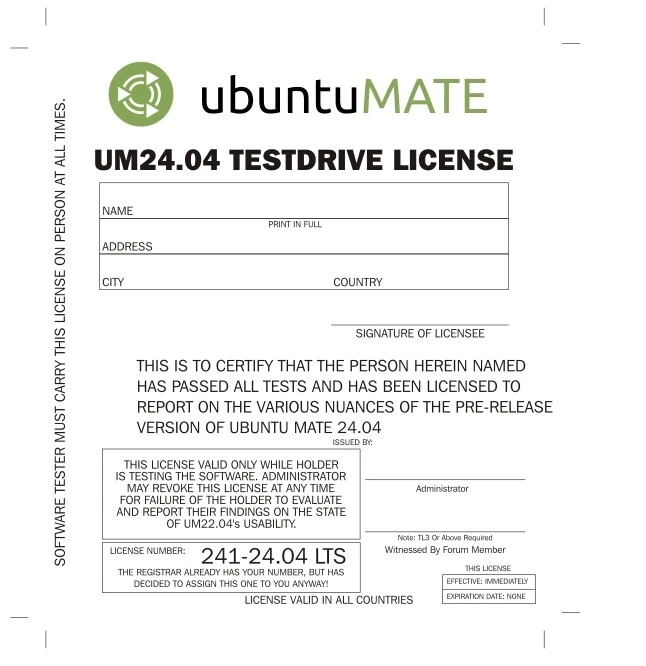 ubuntuMATE
UM24.04 TESTDRIVE LICENSE
SOFTWARE TESTER MUST CARRY THIS LICENSE ON PERSON AT ALL TIMES.
NAME
PRINT IN FULL
ADDRESS
CITY COUNTRY
SIGNATURE OF LICENSEE
THIS IS TO CERTIFY THAT THE PERSON HEREIN NAMED
HAS PASSED ALL TESTS AND HAS BEEN LICENSED TO
REPORT ON THE VARIOUS NUANCES OF THE PRE-RELEASE
VERSION OF UBUNTU MATE 24.04
ISSUED BY:
THIS LICENSE VALID ONLY WHILE HOLDER
IS TESTING THE SOFTWARE. ADMINISTRATOR
MAY REVOKE THIS LICENSE AT ANY TIME
FOR FAILURE OF THE HOLDER TO EVALUATE
AND REPORT THEIR FINDINGS ON THE STATE
OF UM22.04's USABILITY.
Administrator
Note: TL3 Or Above Required
Witnessed By Forum Member
LICENSE NUMBER: 241-24.04 LTS
THE REGISTRAR ALREADY HAS YOUR NUMBER, BUT HAS
DECIDED TO ASSIGN THIS ONE TO YOU ANYWAY!
THIS LICENSE
EFFECTIVE: IMMEDIATELY
EXPIRATION DATE: NONE
LICENSE VALID IN ALL COUNTRIES